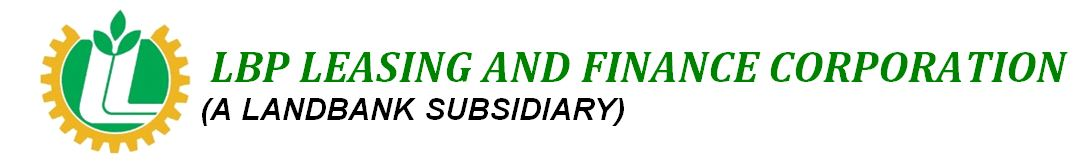 LBP LEASING AND FINANCE CORPORATION
(A LANDBANK SUBSIDIARY)